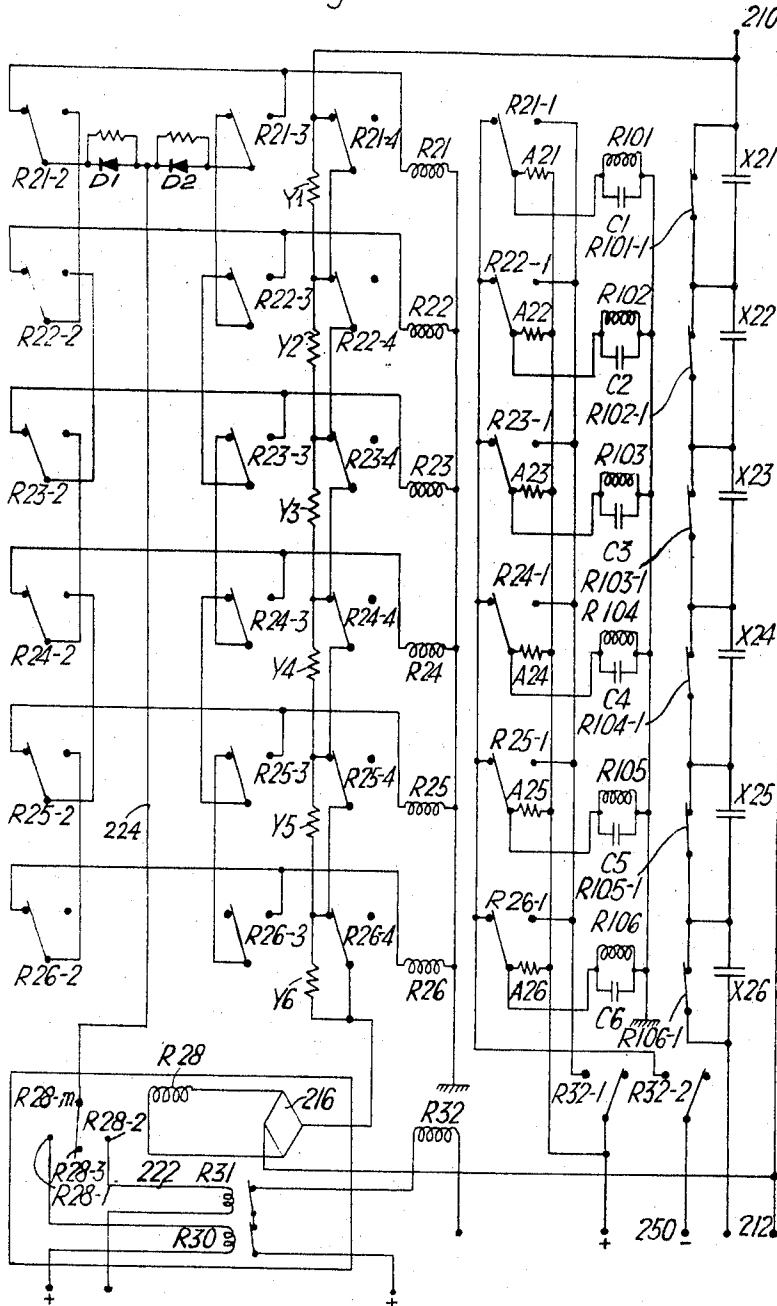 210
R21-2
D1
D2
R21-3
R21-4
R21
R21-1
A21
R101
C1
R101-1
X21
Y1
R22-2
R22-3
R22-4
R22
R22-1
A22
R102
C2
R102-1
X22
Y2
R23-2
R23-3
R23-4
R23
R23-1
A23
R103
C3
R103-1
X23
Y3
R24-2
R24-3
R24-4
R24
R24-1
A24
R104
C4
R104-1
X24
Y4
R25-2
224
R25-3
R25-4
R25
R25-1
A25
R105
C5
R105-1
X25
Y5
R26-2
R26-3
R26-4
R26
R26-1
A26
R106
C6
R106-1
X26
Y6
R28
216
R28-m
R28-2
R28-3
R28-1
222
R31
R30
R32
R32-1
R32-2
+
+
+
250
-
212